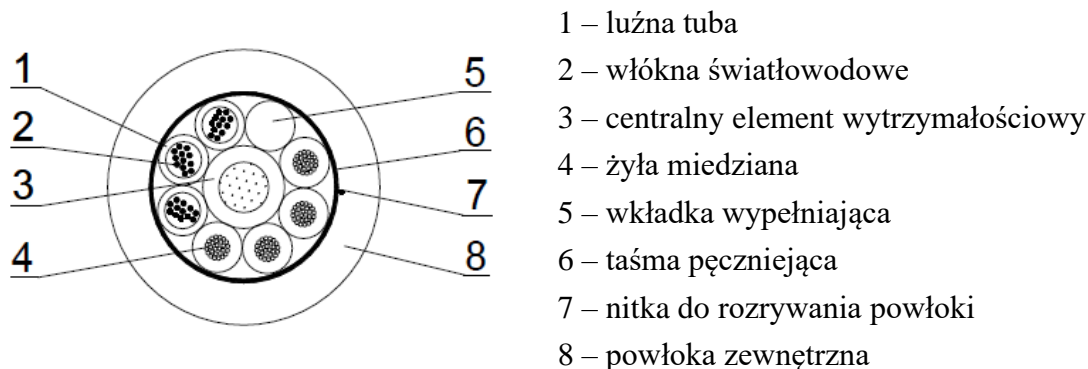 1
2
3
4
5
6
7
8
1 – luźna tuba
2 – włókna światłowodowe
3 – centralny element wytrzymałościowy
4 – żyła miedziana
5 – wkładka wypełniająca
6 – taśma pęczniejąca
7 – nitka do rozrywania powłoki
8 – powłoka zewnętrzna